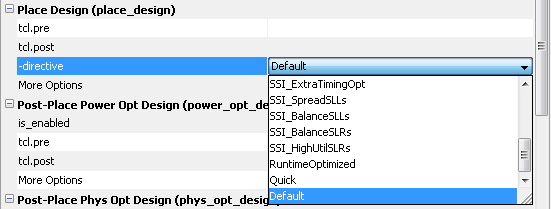 Place Design (place_design)
tcl.pre
tcl.post
-directive Default
More Options SSI_ExtraTimingOpt
SSI_SpreadSLLs
Post-Place Power Opt Design (power_opt_de
SSI_BalanceSLLs
is_enabled SSI_BalanceSLRs
tcl.pre SSI_HighUtilSLRs
tcl.post RuntimeOptimized
More Options Quick
Default
Post-Place Phys Opt Design (phys_opt_design)